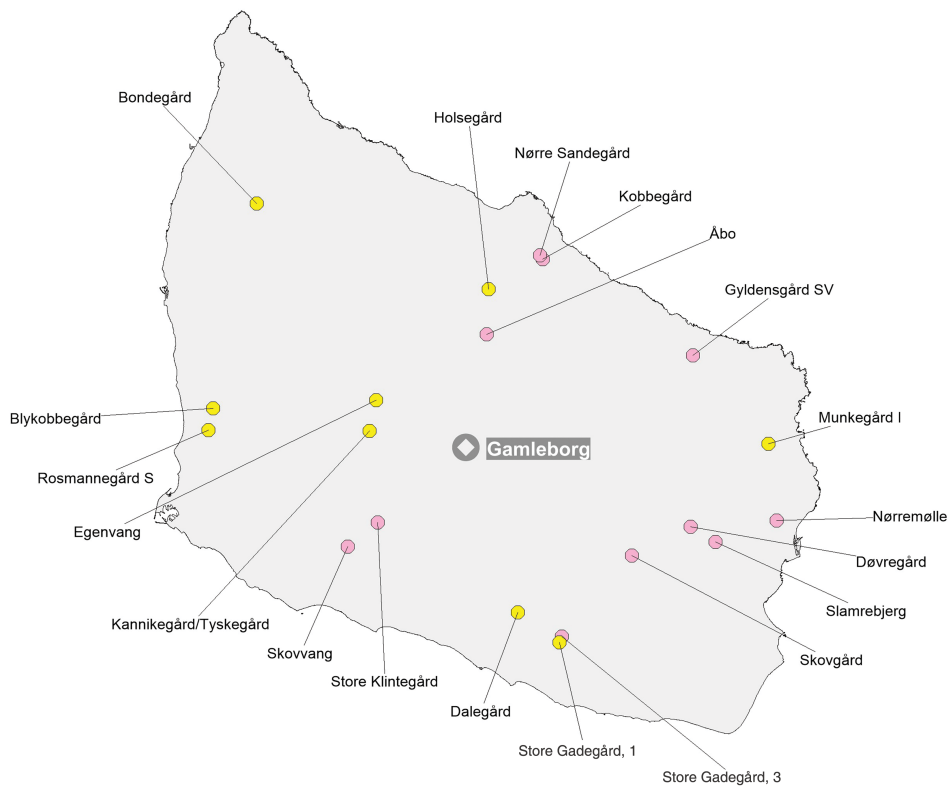 Bondegård
Holsegård
Nørre Sandegård
Kobbegård
Åbo
Gyldensgård SV
Blykobbegård
Munkegård I
Gamleborg
Rosmannegård S
Nørremølle
Egenvang
Døvregård
Slamrebjerg
Kannikegård/Tyskegård
Skovvang
Skovgård
Store Klintegård
Dalegård
Store Gadegård, 1
Store Gadegård, 3